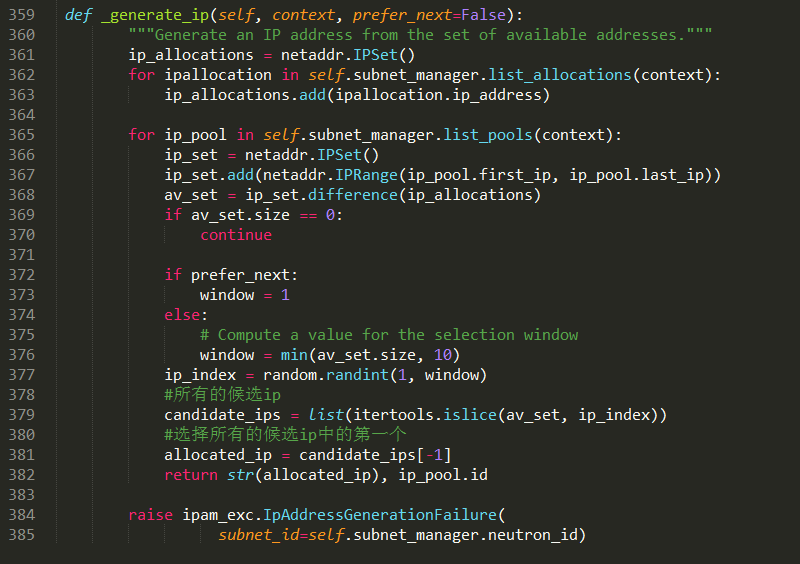 359 def _generate_ip(self, context, prefer_next=False):
360 """Generate an IP address from the set of available addresses."""
361 ip_allocations = netaddr.IPSet()
362 for ipallocation in self.subnet_manager.list_allocations(context):
363 ip_allocations.add(ipallocation.ip_address)
364
365 for ip_pool in self.subnet_manager.list_pools(context):
366 ip_set = netaddr.IPSet()
367 ip_set.add(netaddr.IPRange(ip_pool.first_ip, ip_pool.last_ip))
368 av_set = ip_set.difference(ip_allocations)
369 if av_set.size == 0:
370 continue
371
372 if prefer_next:
373 window = 1
374 else:
375 # Compute a value for the selection window
376 window = min(av_set.size, 10)
377 ip_index = random.randint(1, window)
378 #所有的候选ip
379 candidate_ips = list(itertools.islice(av_set, ip_index))
380 #选择所有的候选ip中的第一个
381 allocated_ip = candidate_ips[-1]
382 return str(allocated_ip), ip_pool.id
383
384 raise ipam_exc.IpAddressGenerationFailure(
385 subnet_id=self.subnet_manager.neutron_id)